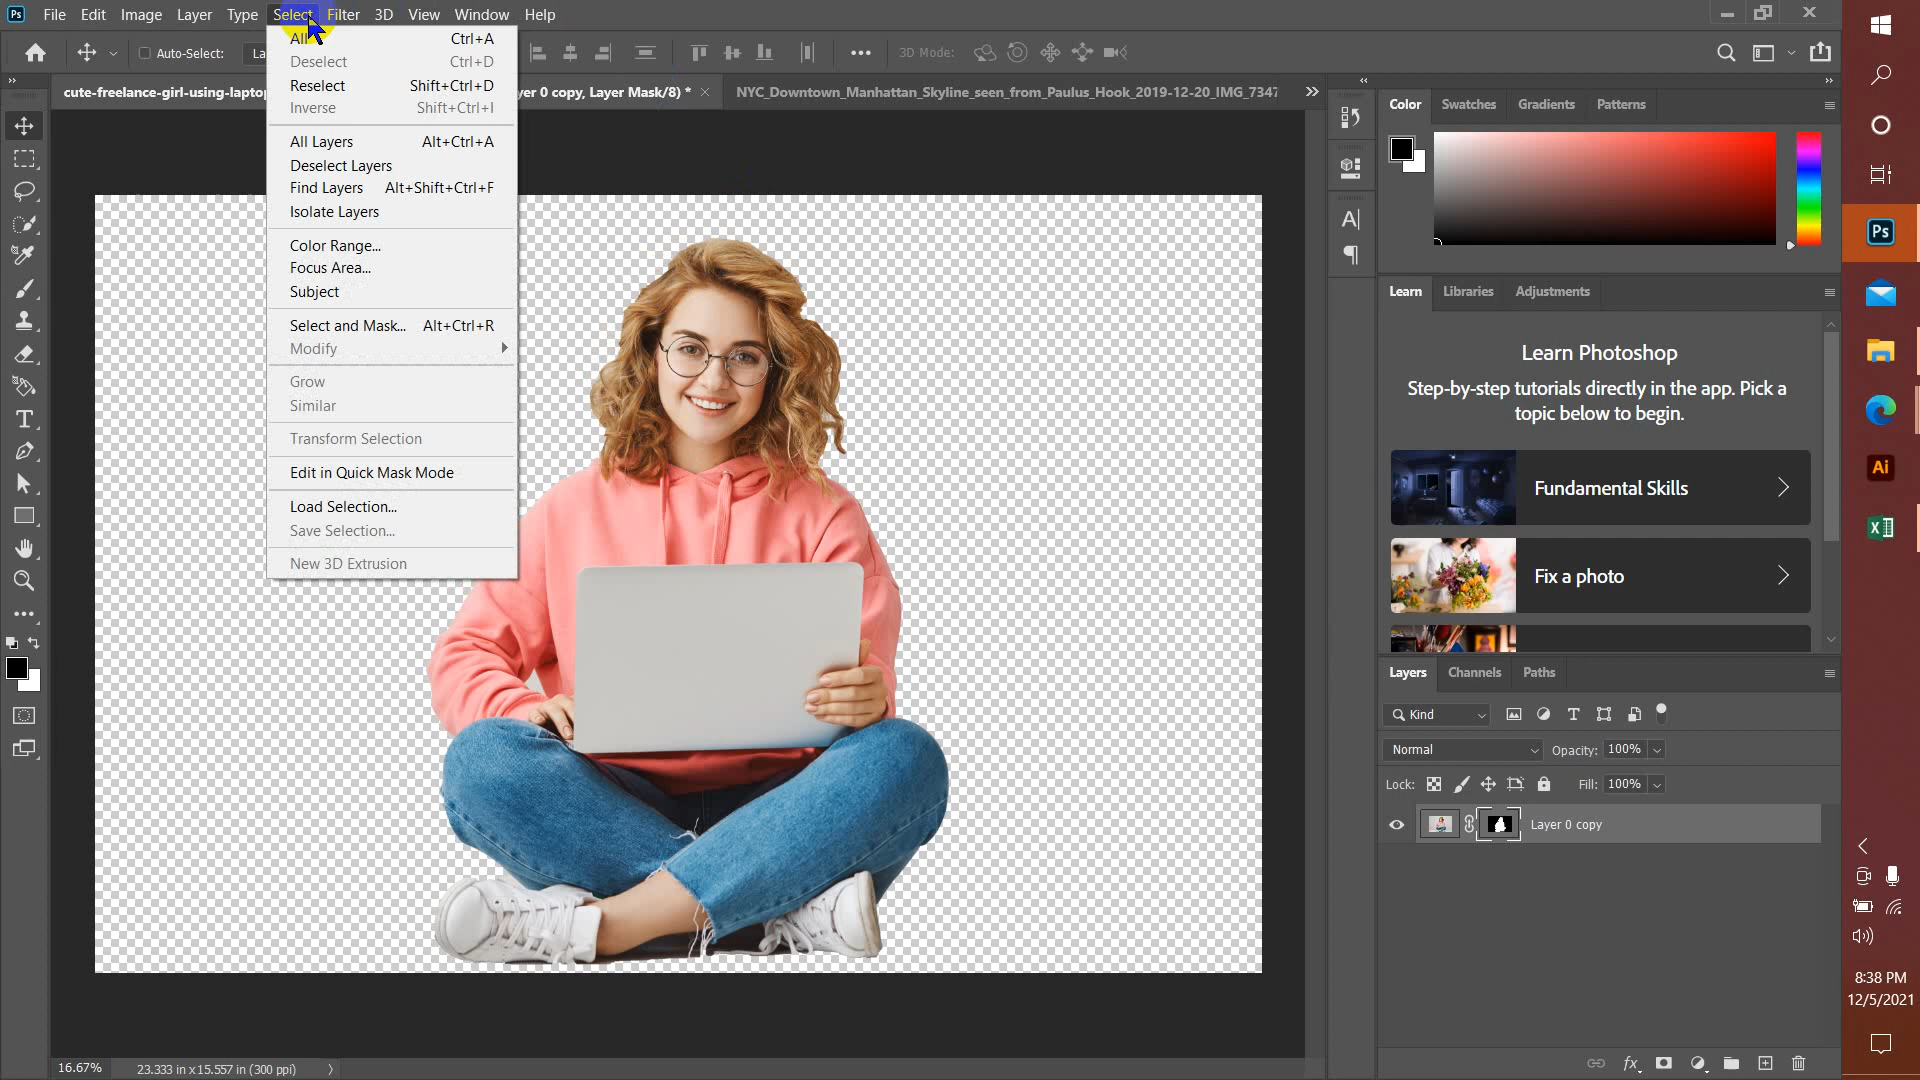 Ps File Edit Image Layer Type Select Filter 3D View Window Help
Auto-Select: La 3D Mode:
cute-freelance-girl-using-laptop yer 0 copy, Layer Mask/8) * NYC_Downtown_Manhattan_Skyline_seen_from_Paulus_Hook_2019-12-20_IMG_7347
All Ctrl+A
Deselect Ctrl+D
Reselect Shift+Ctrl+D
Inverse Shift+Ctrl+I
All Layers Alt+Ctrl+A
Deselect Layers
Find Layers Alt+Shift+Ctrl+F
Isolate Layers
Color Range...
Focus Area...
Subject
Select and Mask... Alt+Ctrl+R
Modify
Grow
Similar
Transform Selection
Edit in Quick Mask Mode
Load Selection...
Save Selection...
New 3D Extrusion
Color Swatches Gradients Patterns
Learn Libraries Adjustments
Learn Photoshop
Step-by-step tutorials directly in the app. Pick a
topic below to begin.
Fundamental Skills
Fix a photo
Layers Channels Paths
Kind
Normal Opacity: 100%
Lock: Fill: 100%
Layer 0 copy
fx
16.67% 23.333 in x 15.557 in (300 ppi)
Ps
Ai
8:38 PM
12/5/2021